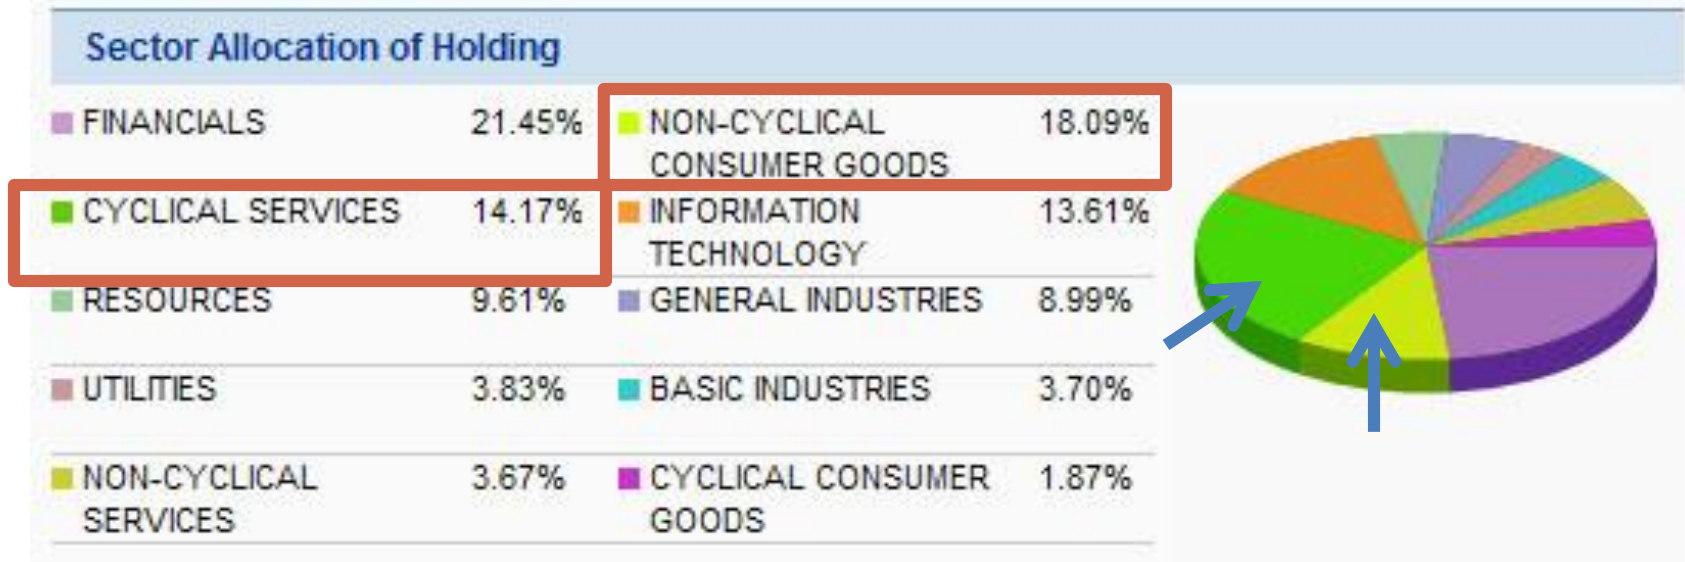 Sector Allocation of Holding
FINANCIALS 21.45% NON-CYCLICAL 18.09%
CONSUMER GOODS
CYCLICAL SERVICES 14.17% INFORMATION 13.61%
TECHNOLOGY
RESOURCES 9.61% GENERAL INDUSTRIES 8.99%
UTILITIES 3.83% BASIC INDUSTRIES 3.70%
NON-CYCLICAL 3.67% CYCLICAL CONSUMER 1.87%
SERVICES GOODS